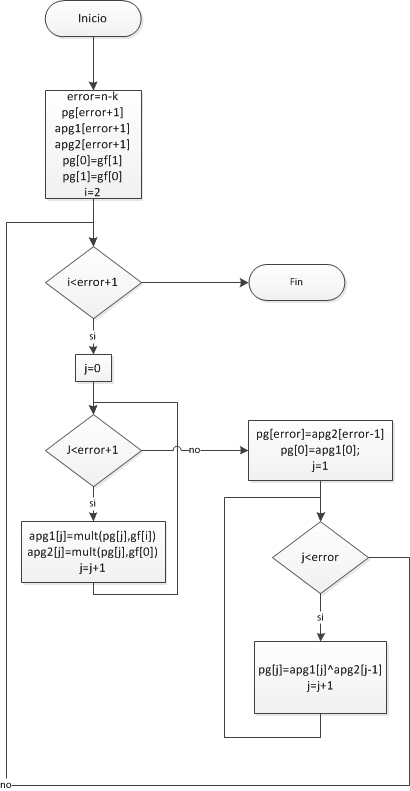 Inicio
error=n-k
pg[error+1]
apg1[error+1]
apg2[error+1]
pg[0]=gf[1]
pg[1]=gf[0]
i=2
i<error+1
Fin
si
j=0
J<error+1
no
pg[error]=apg2[error-1]
pg[0]=apg1[0];
j=1
si
apg1[j]=mult(pg[j],gf[i])
apg2[j]=mult(pg[j],gf[0])
j=j+1
j<error
si
pg[j]=apg1[j]^apg2[j-1]
j=j+1
no